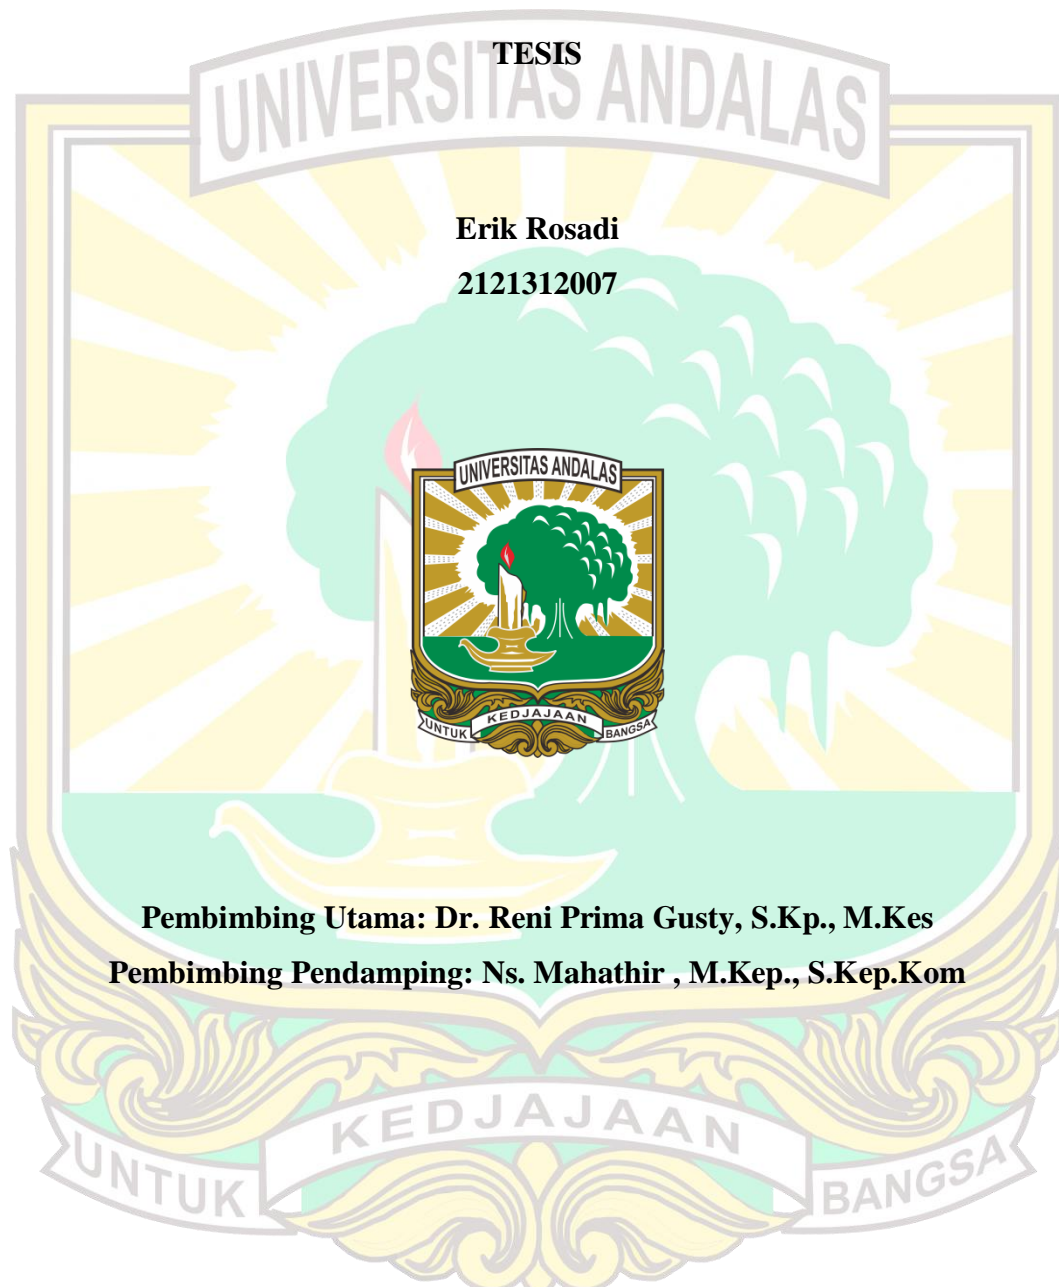 TESIS
UNIVERSITAS ANDALAS
Erik Rosadi
2121312007
UNIVERSITAS ANDALAS
UNTUK KEDJAJAAN BANGSA
Pembimbing Utama: Dr. Reni Prima Gusty, S.Kp., M.Kes
Pembimbing Pendamping: Ns. Mahathir , M.Kep., S.Kep.Kom
UNTUK KEDJAJAAN BANGSA